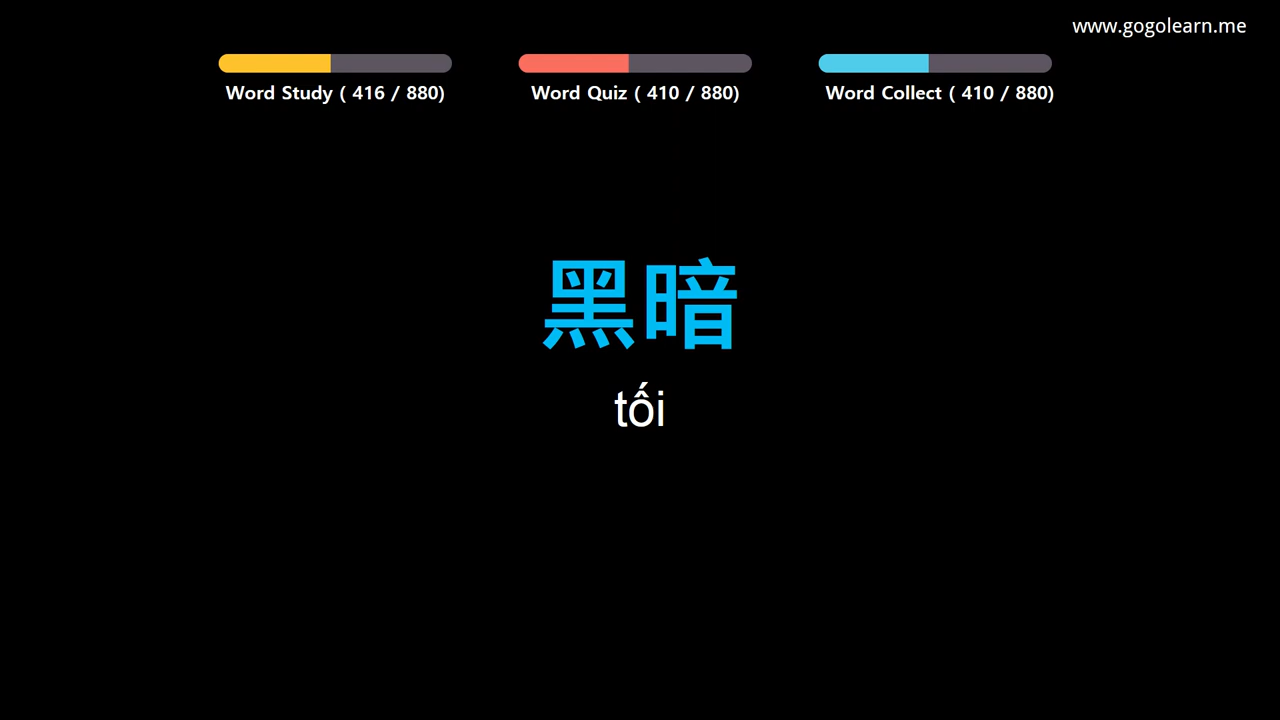 www.gogolearn.me
Word Study ( 416 / 880)
Word Quiz ( 410 / 880)
Word Collect ( 410 / 880)
黑暗
tối